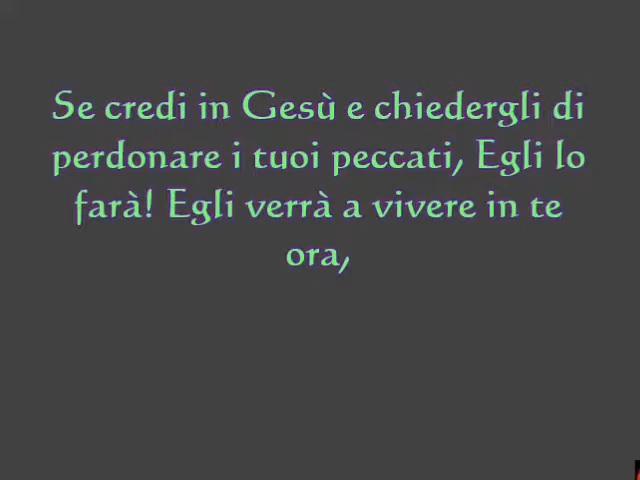 Se credi in Gesù e chiedergli di
perdonare i tuoi peccati, Egli lo
farà! Egli verrà a vivere in te
ora,